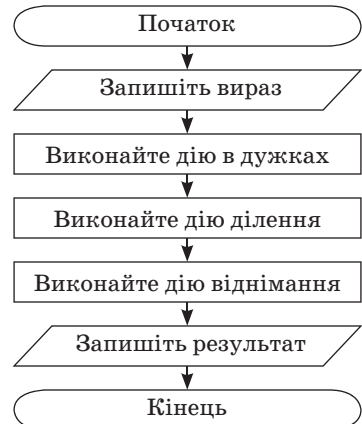 Початок
Запишіть вираз
Виконайте дію в дужках
Виконайте дію ділення
Виконайте дію віднімання
Запишіть результат
Кінець